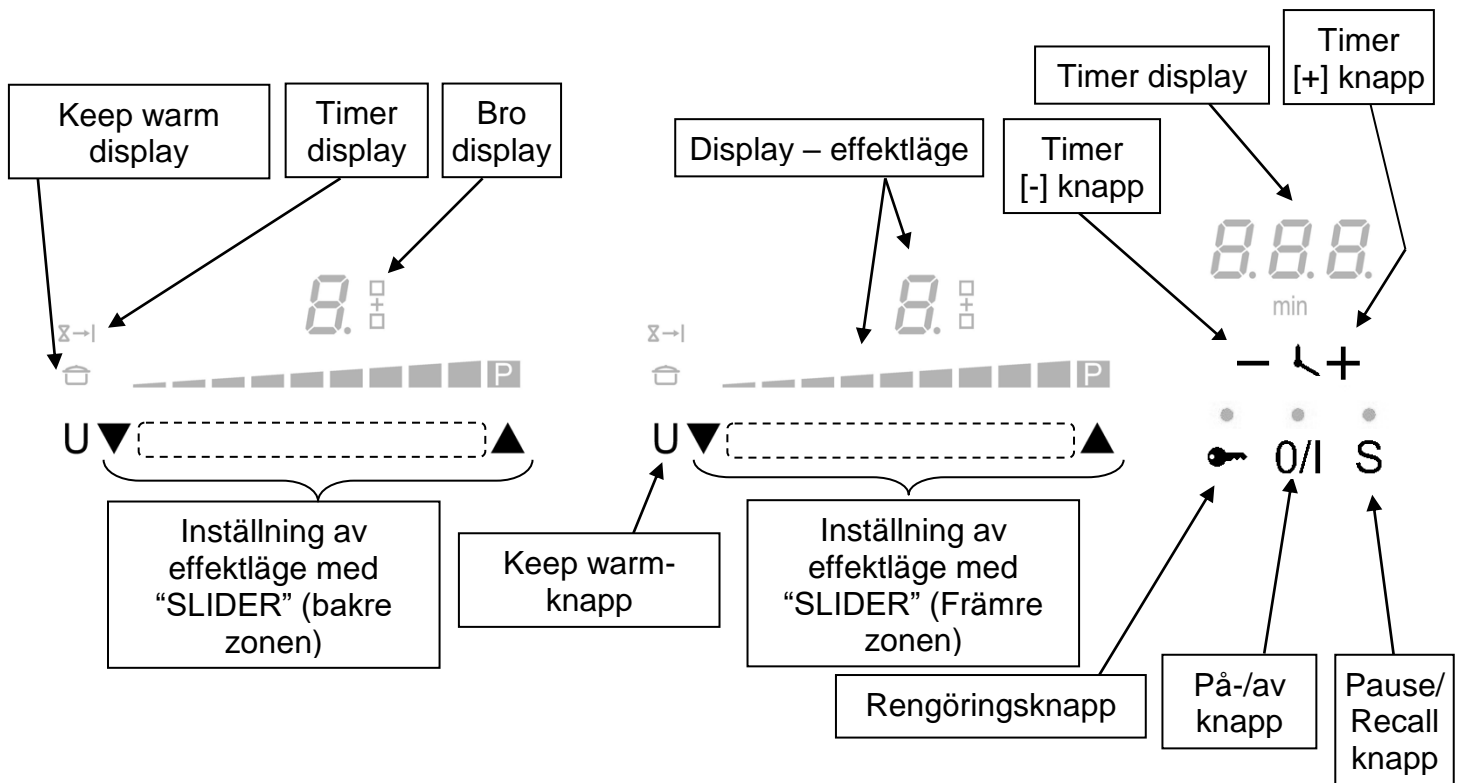 Keep warm
display
Timer
display
Bro
display
Display – effektläge
Timer
[-] knapp
Timer display
Timer
[+] knapp
8.
8.
8.8.8.
min
P
P
− +
U
U
0/I S
Inställning av
effektläge med
“SLIDER” (bakre
zonen)
Keep warm-
knapp
Inställning av
effektläge med
“SLIDER” (Främre
zonen)
Rengöringsknapp
På-/av
knapp
Pause/
Recall
knapp